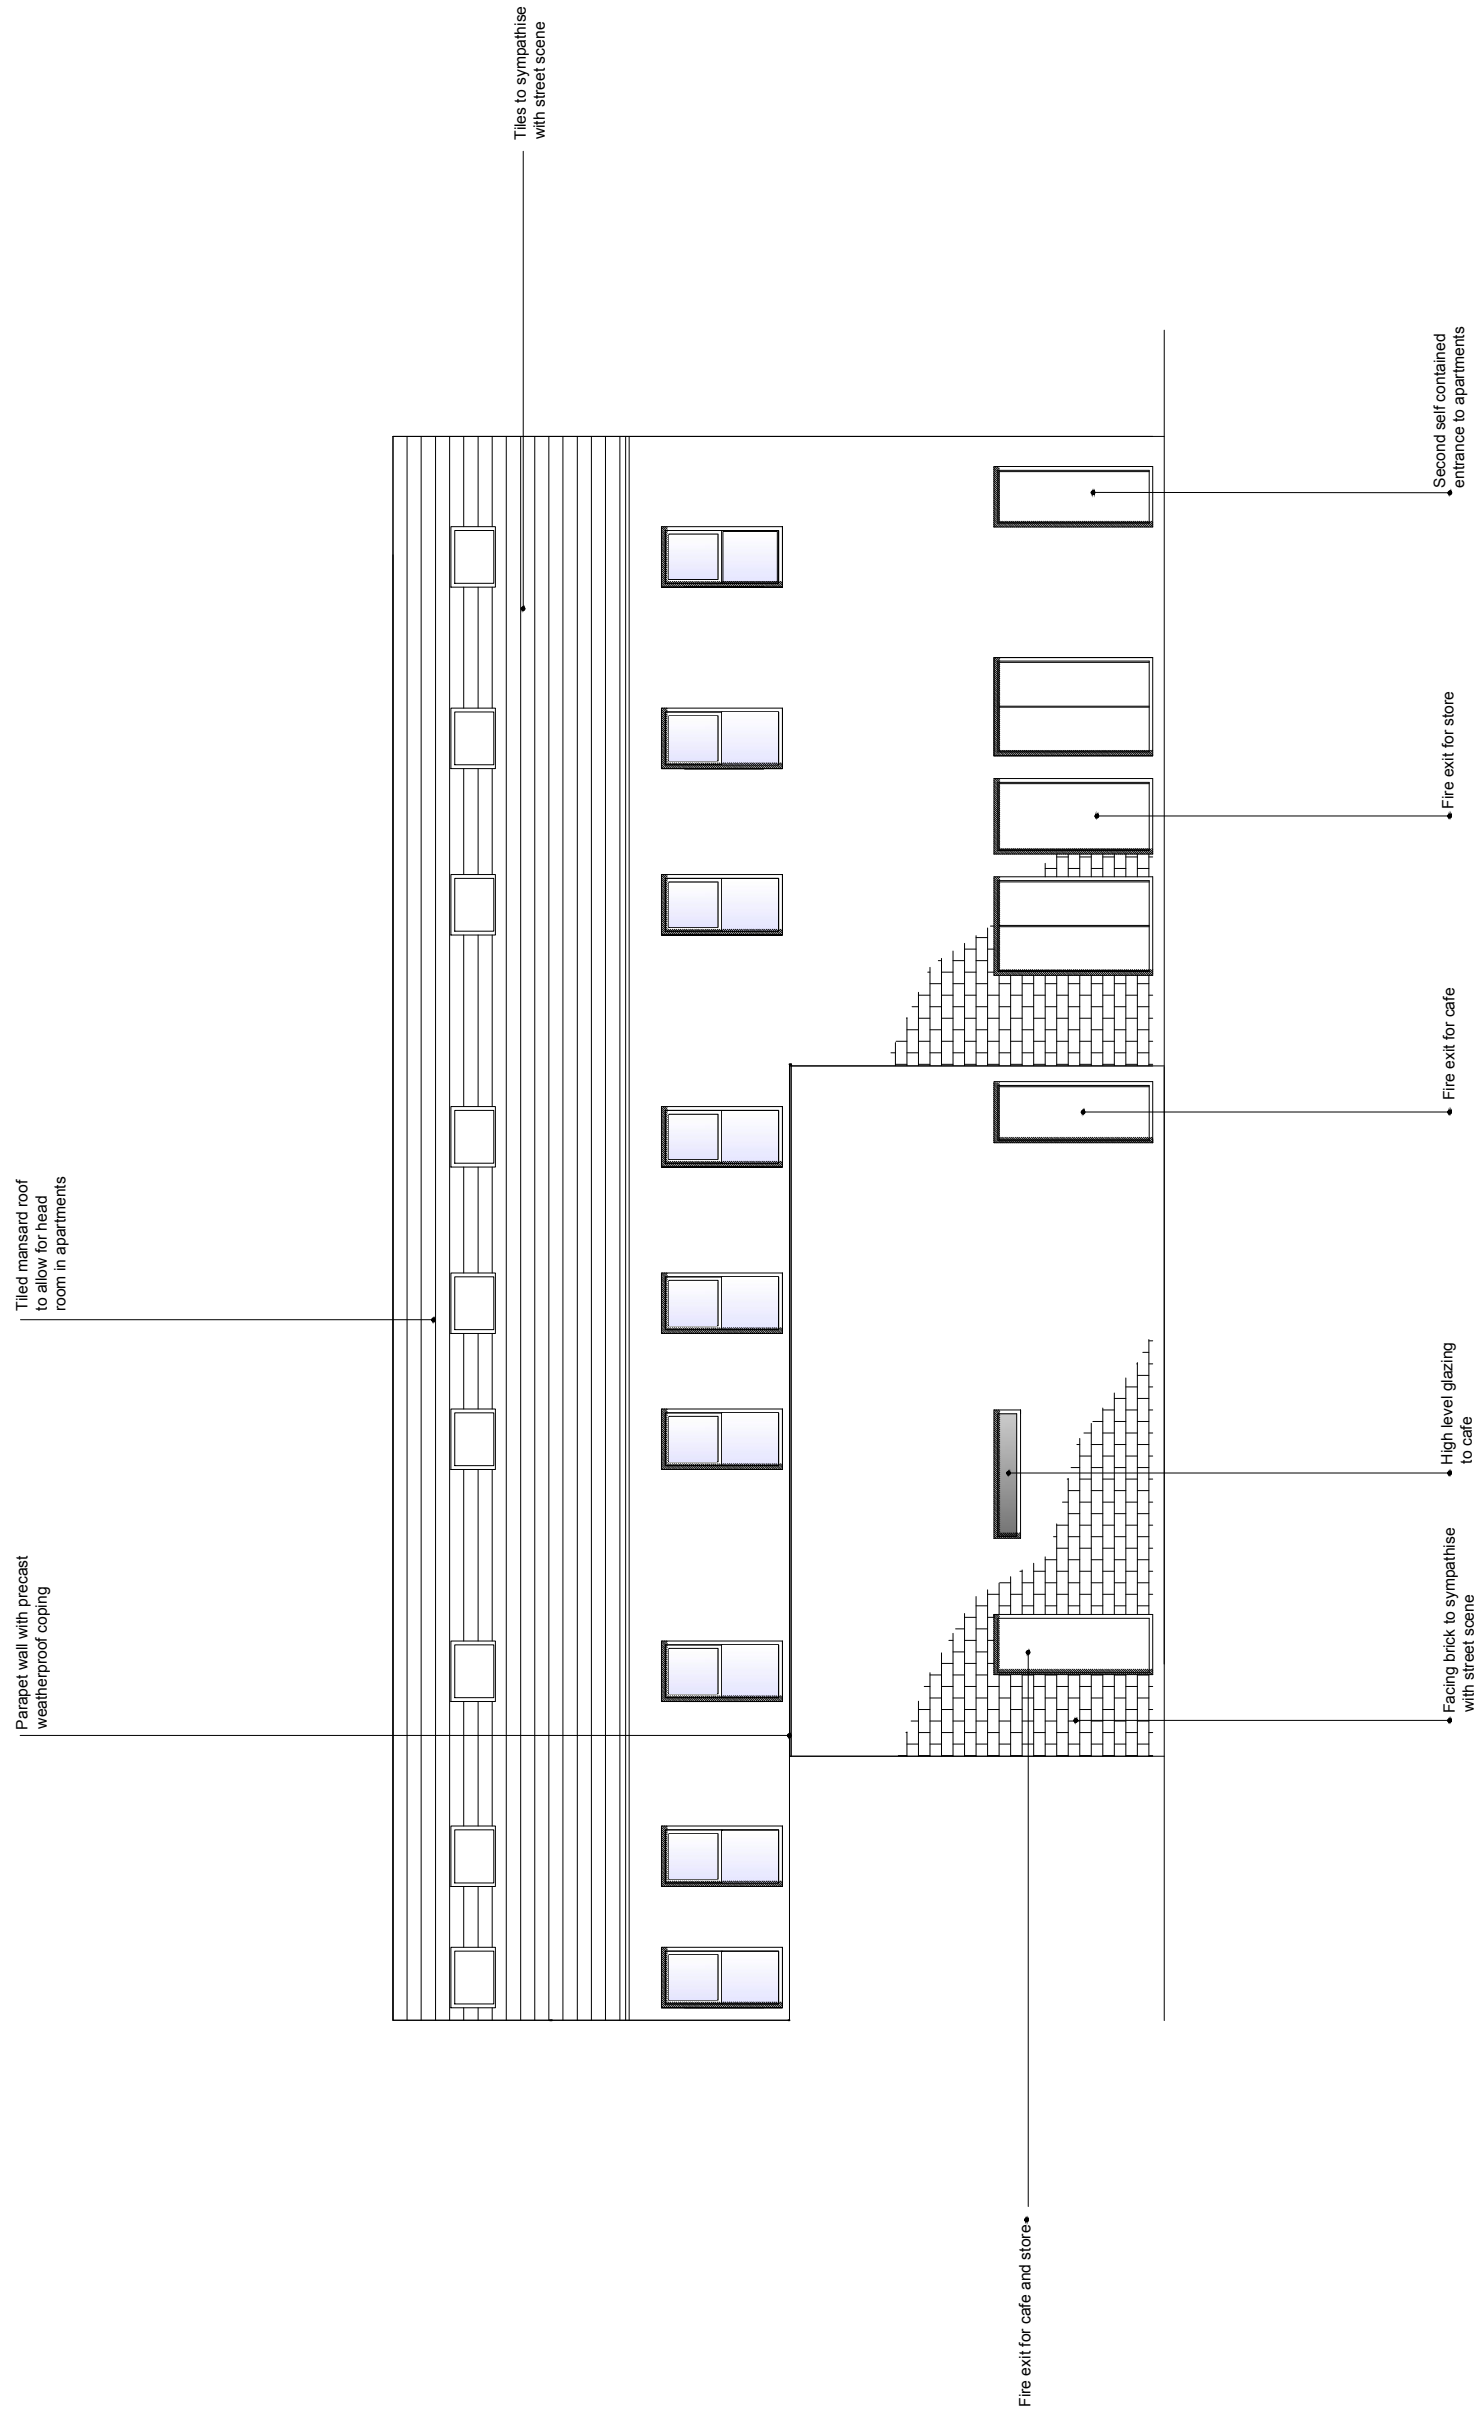 Parapet wall with precast
weatherproof coping
Tiled mansard roof
to allow for head
room in apartments
Tiles to sympathise
with street scene
Fire exit for cafe and store
Facing brick to sympathise
with street scene
High level glazing
to cafe
Fire exit for cafe
Fire exit for store
Second self contained
entrance to apartments